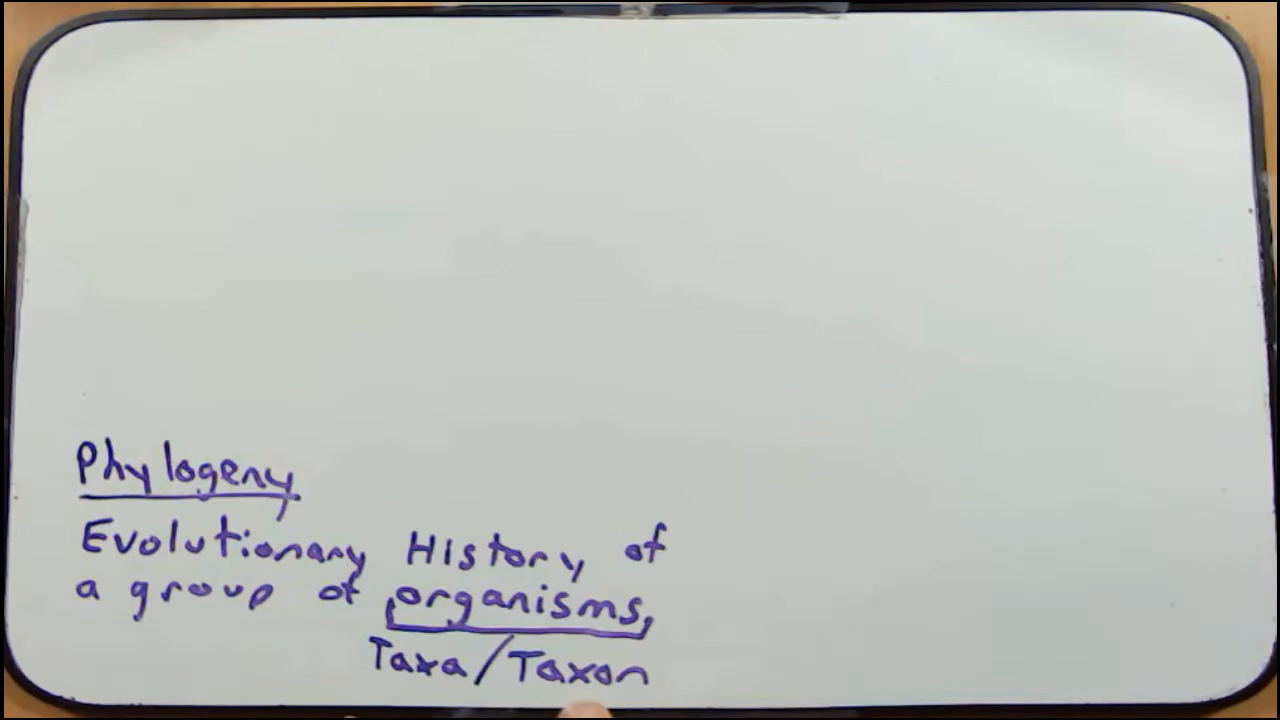 Phylogeny
Evolutionary History of
a group of organisms
Taxa/Taxon